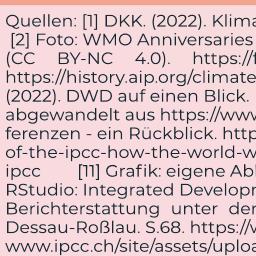 Quellen: [1] DKK. (2022). Klima
[2] Foto: WMO Anniversaries
(CC BY-NC 4.0). https://f
https://history.aip.org/climate
(2022). DWD auf einen Blick.
abgewandelt aus https://www
ferenzen - ein Rückblick. http
of-the-ipcc-how-the-world-w
ipcc [11] Grafik: eigene Ab
RStudio: Integrated Develop
Berichterstattung unter der
Dessau-Roßlau. S.68. https://
www.ipcc.ch/site/assets/uploa